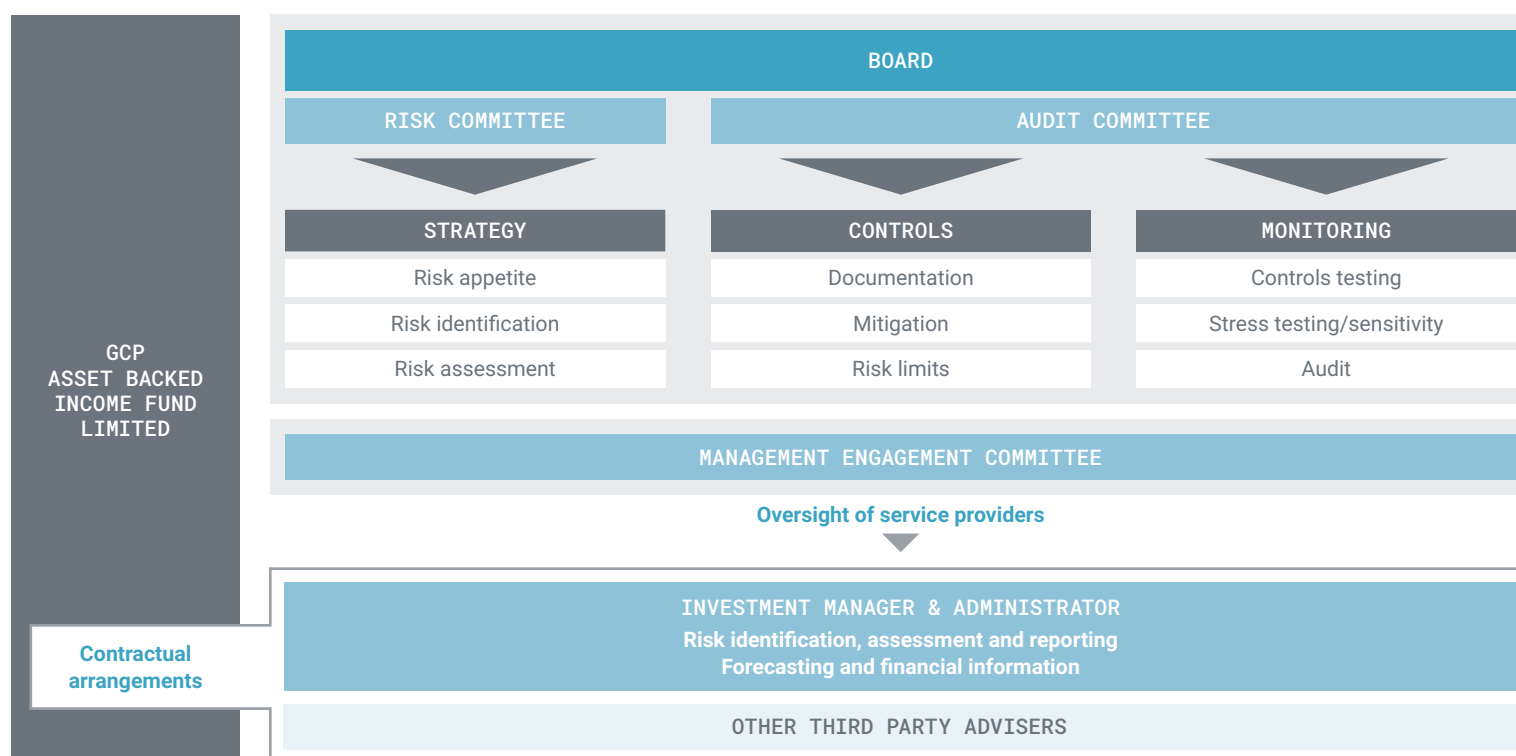 GCP
ASSET BACKED
INCOME FUND
LIMITED
BOARD
RISK COMMITTEE
AUDIT COMMITTEE
STRATEGY
Risk appetite
Risk identification
Risk assessment
CONTROLS
Documentation
Mitigation
Risk limits
MONITORING
Controls testing
Stress testing/sensitivity
Audit
MANAGEMENT ENGAGEMENT COMMITTEE
Oversight of service providers
Contractual
arrangements
INVESTMENT MANAGER & ADMINISTRATOR
Risk identification, assessment and reporting
Forecasting and financial information
OTHER THIRD PARTY ADVISERS